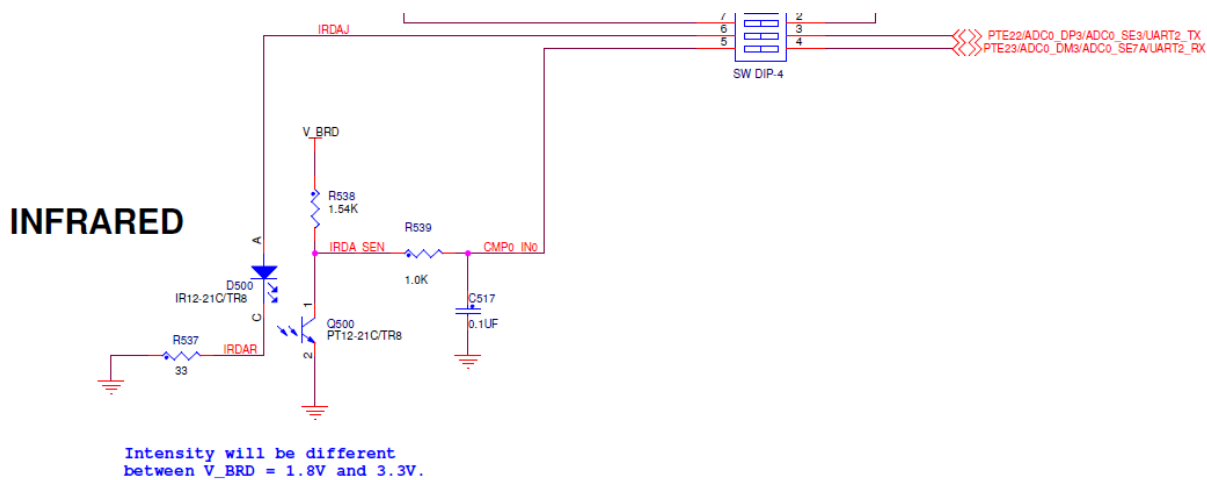 7
2
IRDAJ
6
3
PTE22/ADC0_DP3/ADC0_SE3/UART2_TX
5
4
PTE23/ADC0_DM3/ADC0_SE7A/UART2_RX
SW DIP-4
V_BRD
R538
1.54K
INFRARED
R539
A
IRDA_SEN
CMP0_IN0
1.0K
D500
IR12-21C/TR8
C517
1
C
Q500
0.1UF
PT12-21C/TR8
R537
IRDAR
2
33
Intensity will be different
between V_BRD = 1.8V and 3.3V.